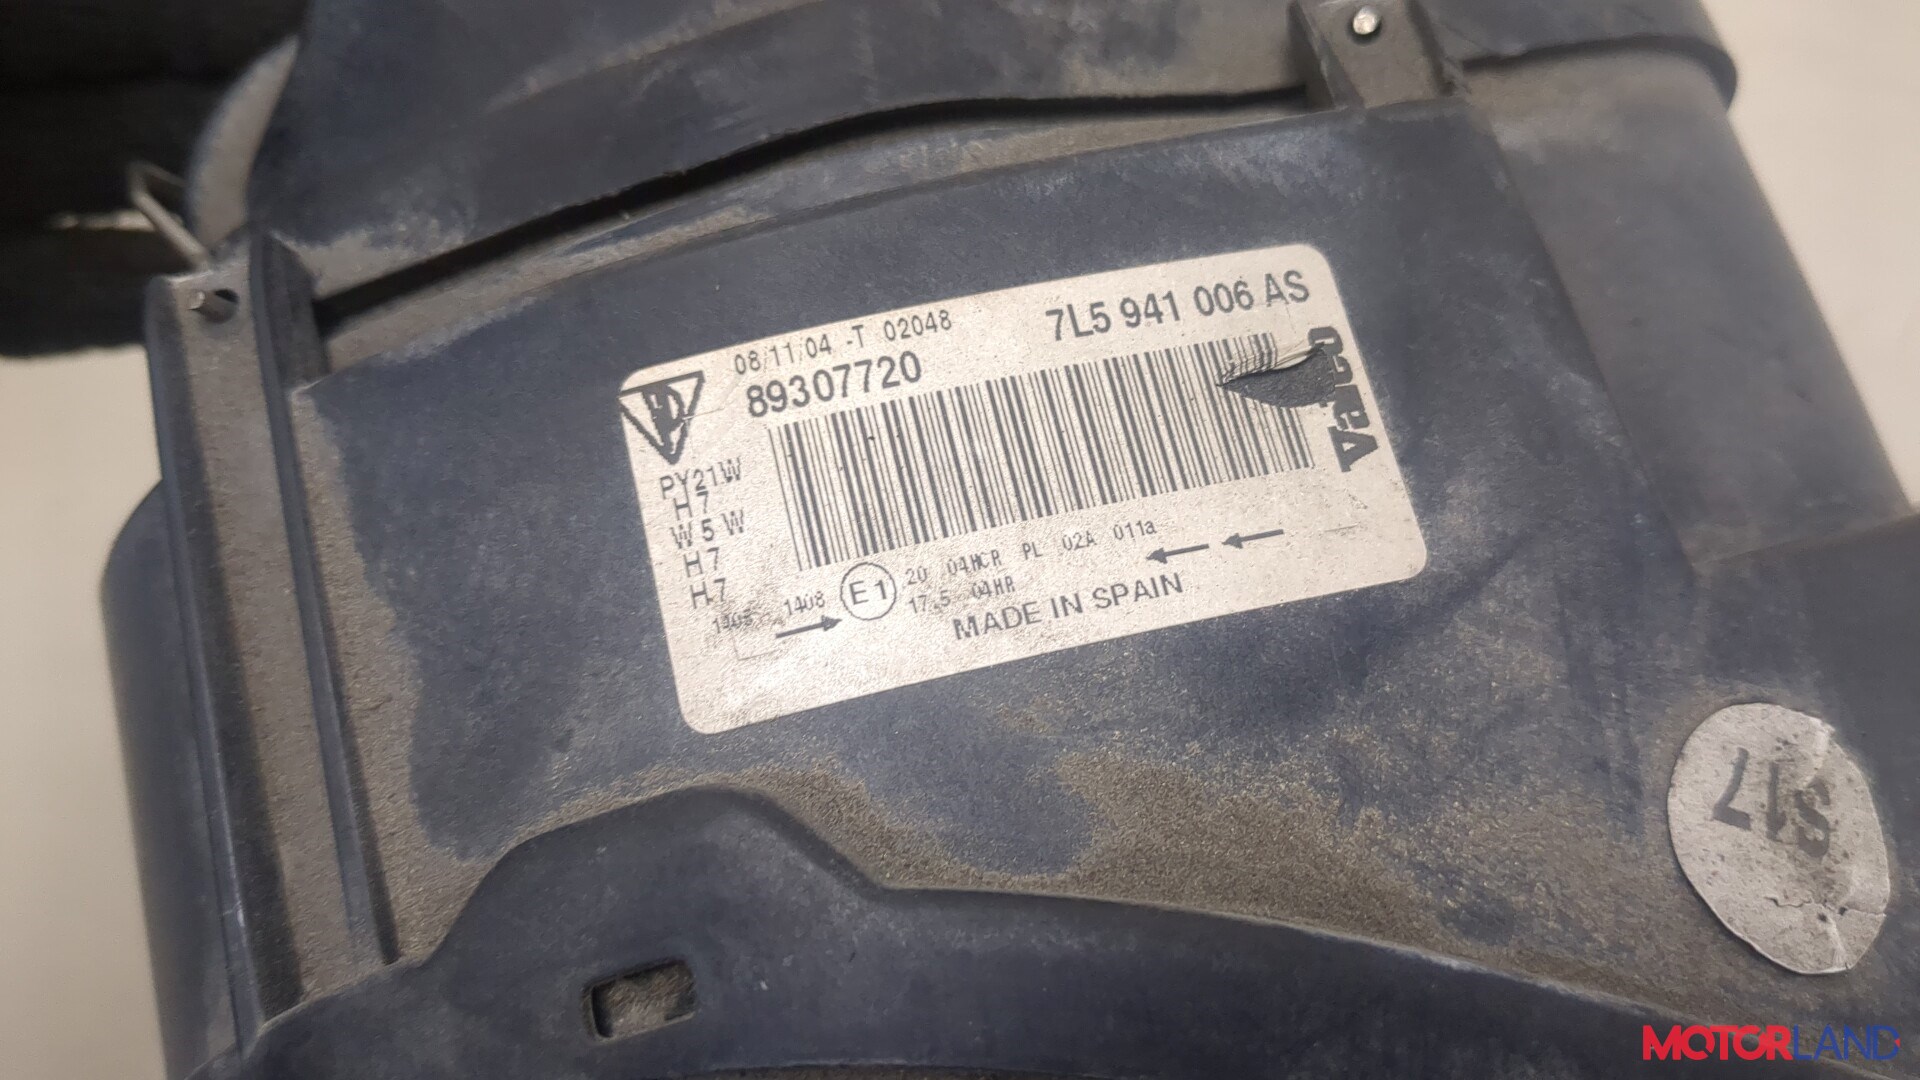 08/11/04 -T 02048
7L5 941 006 AS
89307720
PY21W
H7
W5W
H7
H7
1405 1408
E1
20 04HCR PL 02A 011a
17.5 04HR
MADE IN SPAIN
S17
MOTORLAND